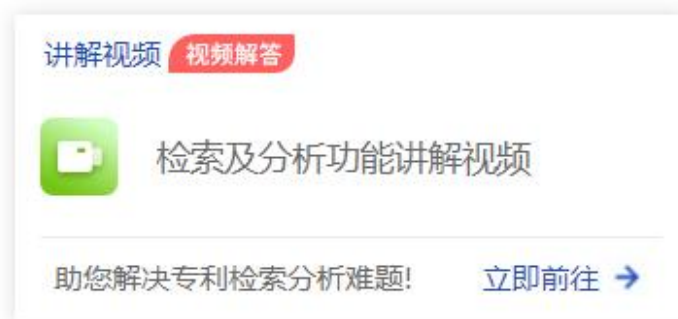 讲解视频 视频解答
检索及分析功能讲解视频
助您解决专利检索分析难题! 立即前往 →